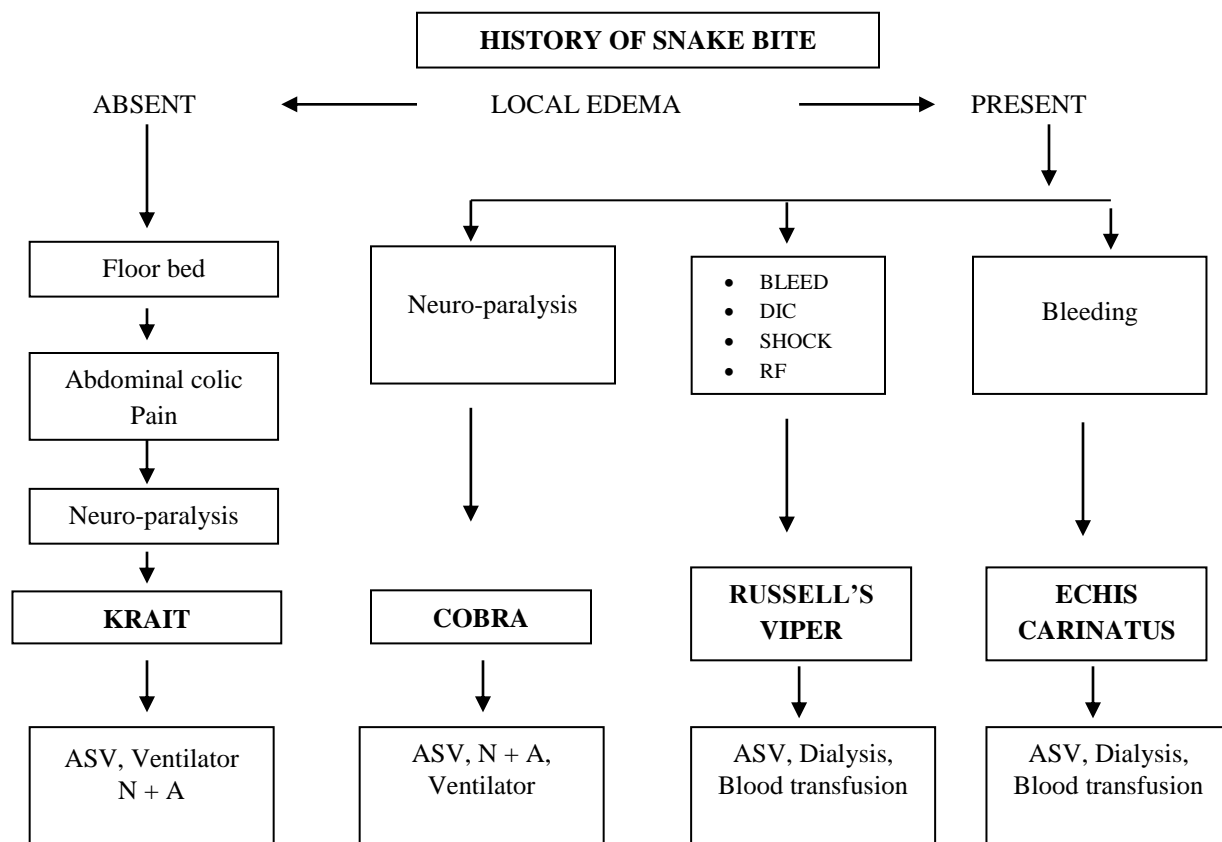 HISTORY OF SNAKE BITE
ABSENT
LOCAL EDEMA
PRESENT
Floor bed
Abdominal colic
Pain
Neuro-paralysis
KRAIT
ASV, Ventilator
N + A
Neuro-paralysis
COBRA
ASV, N + A,
Ventilator
• BLEED
• DIC
• SHOCK
• RF
RUSSELL’S
VIPER
ASV, Dialysis,
Blood transfusion
Bleeding
ECHIS
CARINATUS
ASV, Dialysis,
Blood transfusion